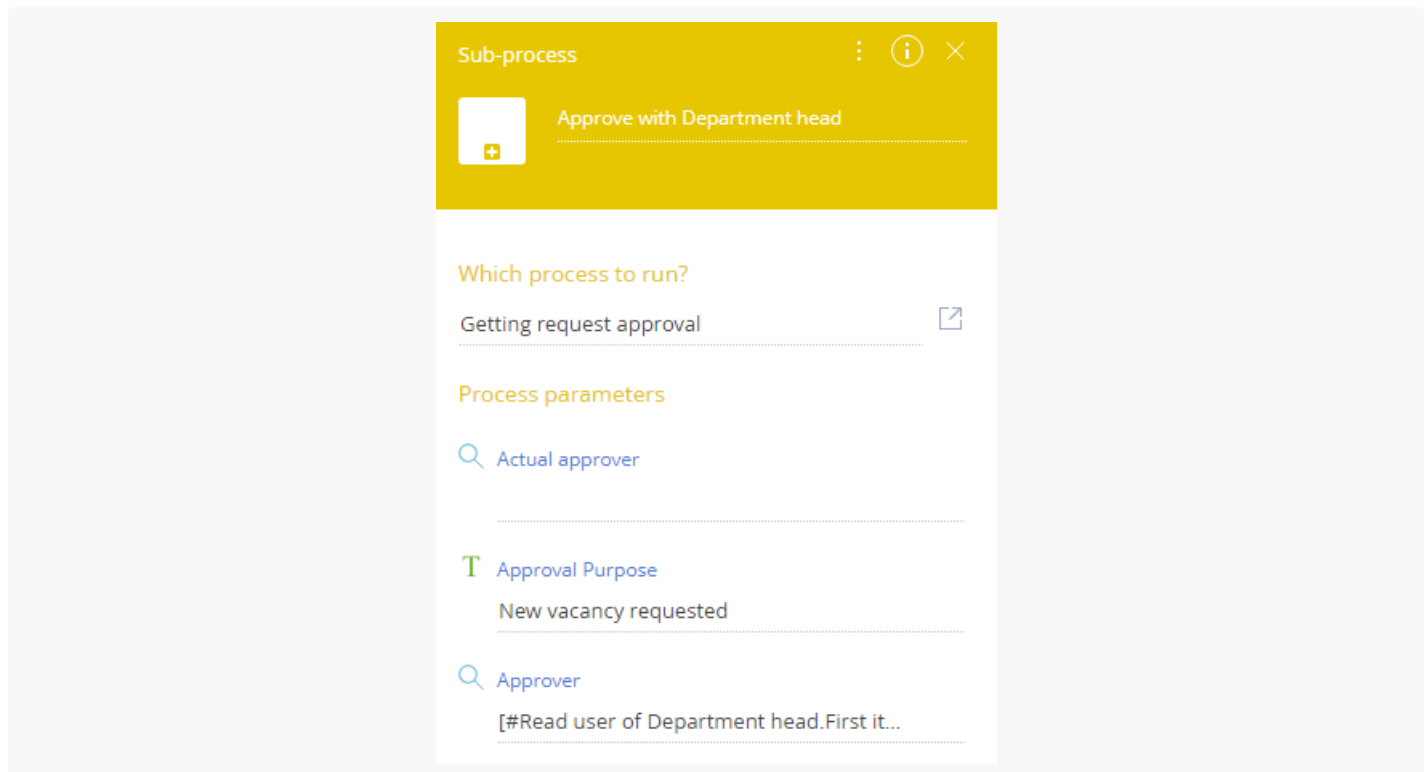 Sub-process
Approve with Department head
Which process to run?
Getting request approval
Process parameters
Actual approver
T Approval Purpose
New vacancy requested
Approver
[#Read user of Department head.First it...